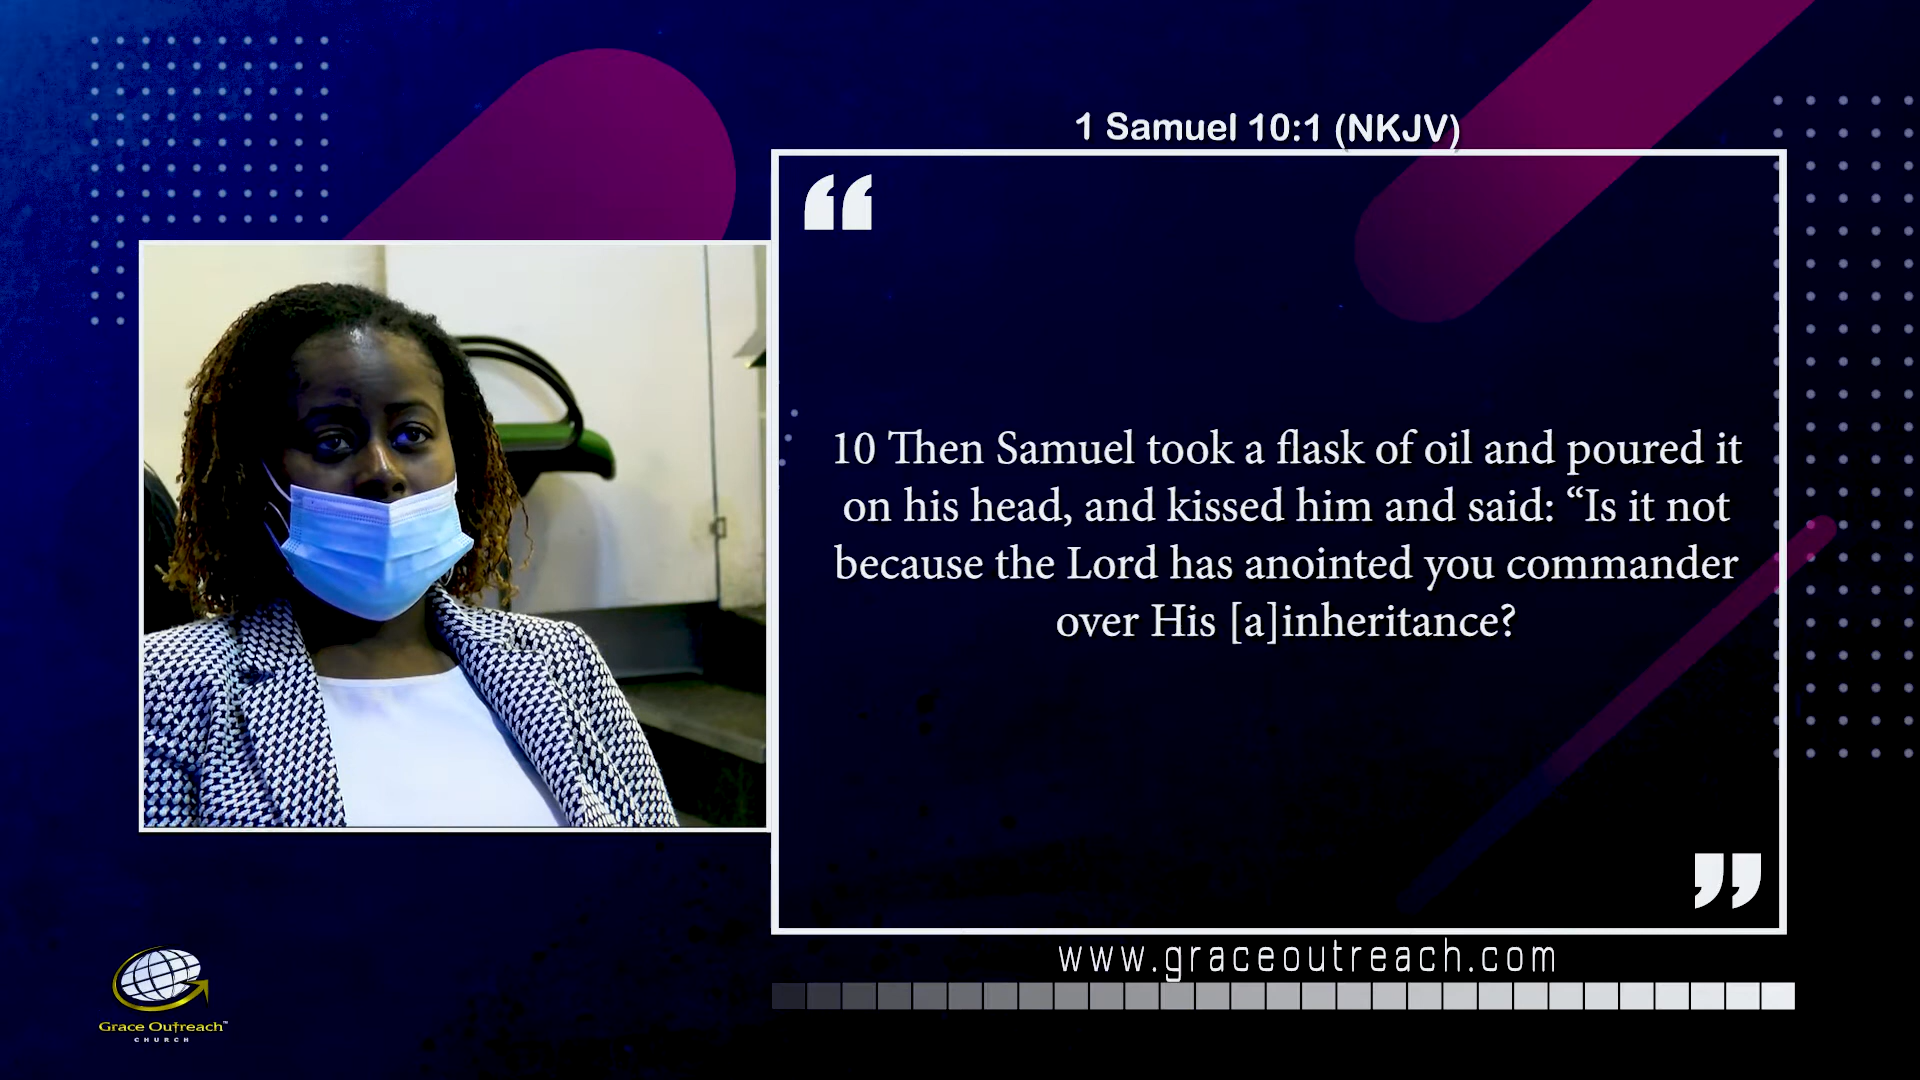 1 Samuel 10:1 (NKJV)
“
10 Then Samuel took a flask of oil and poured it
on his head, and kissed him and said: “Is it not
because the Lord has anointed you commander
over His [a]inheritance?
”
www.graceoutreach.com
Grace Outreach™
CHURCH